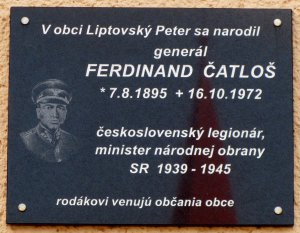 V obci Liptovský Peter sa narodil
generál
FERDINAND ČATLOŠ
* 7.8.1895 + 16.10.1972
československý legionár,
minister národnej obrany
SR 1939 - 1945
rodákovi venujú občania obce